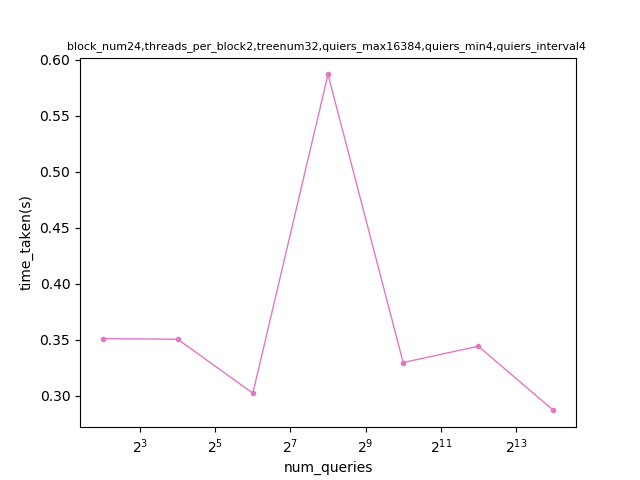 block_num24,threads_per_block2,treenum32,quiers_max16384,quiers_min4,quiers_interval4
0.60
0.55
0.50
0.45
0.40
0.35
0.30
time_taken(s)
2^3 2^5 2^7 2^9 2^11 2^13
num_queries